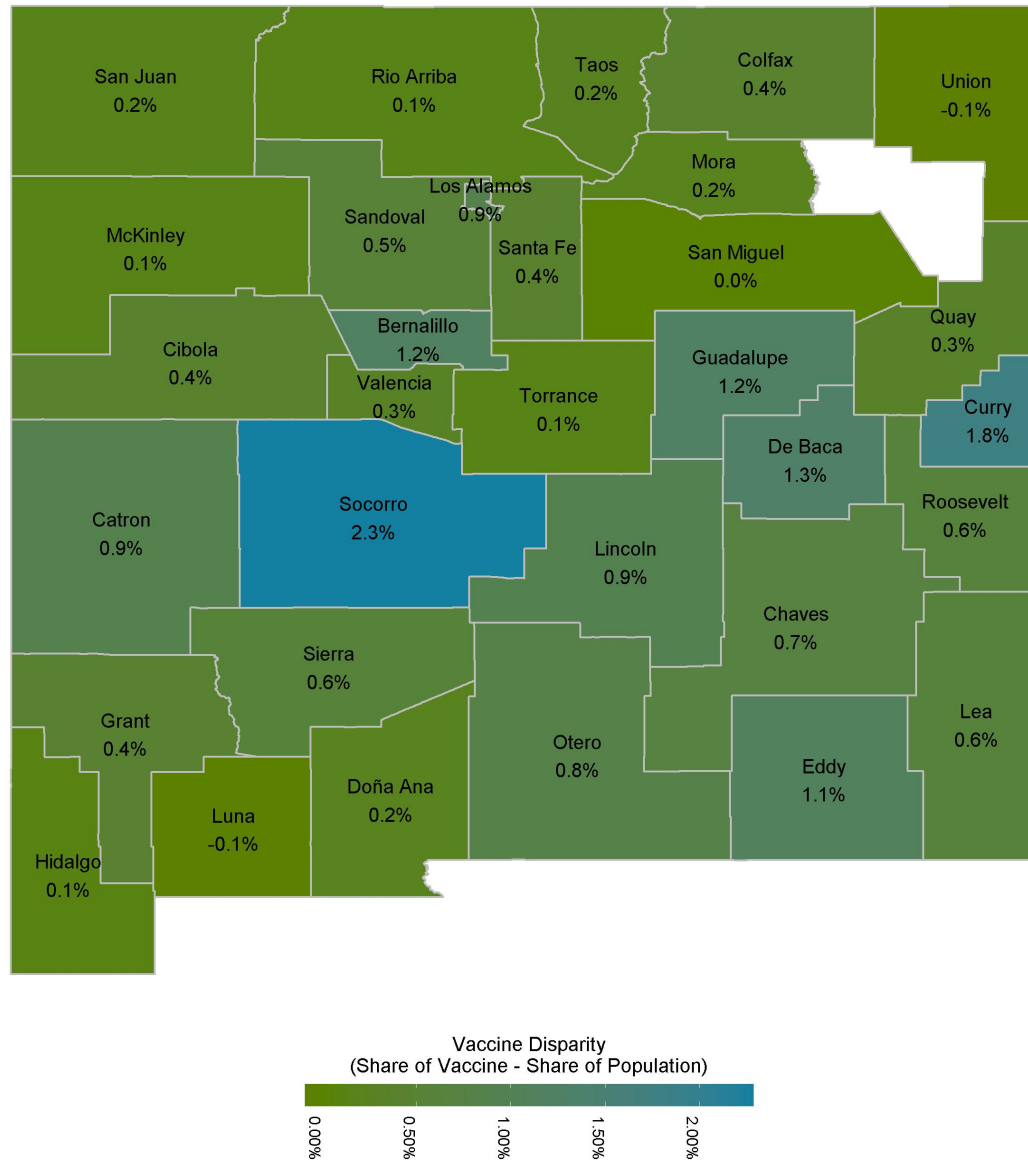 San Juan
0.2%
Rio Arriba
0.1%
Taos
0.2%
Colfax
0.4%
Union
-0.1%
Mora
0.2%
Los Alamos
0.9%
Sandoval
0.5%
McKinley
0.1%
Santa Fe
0.4%
San Miguel
0.0%
Quay
0.3%
Bernalillo
1.2%
Cibola
0.4%
Guadalupe
1.2%
Valencia
0.3%
Torrance
0.1%
Curry
1.8%
De Baca
1.3%
Socorro
2.3%
Roosevelt
0.6%
Catron
0.9%
Lincoln
0.9%
Chaves
0.7%
Sierra
0.6%
Grant
0.4%
Lea
0.6%
Otero
0.8%
Eddy
1.1%
Doña Ana
0.2%
Luna
-0.1%
Hidalgo
0.1%
Vaccine Disparity
(Share of Vaccine - Share of Population)
0.00%
0.50%
1.00%
1.50%
2.00%